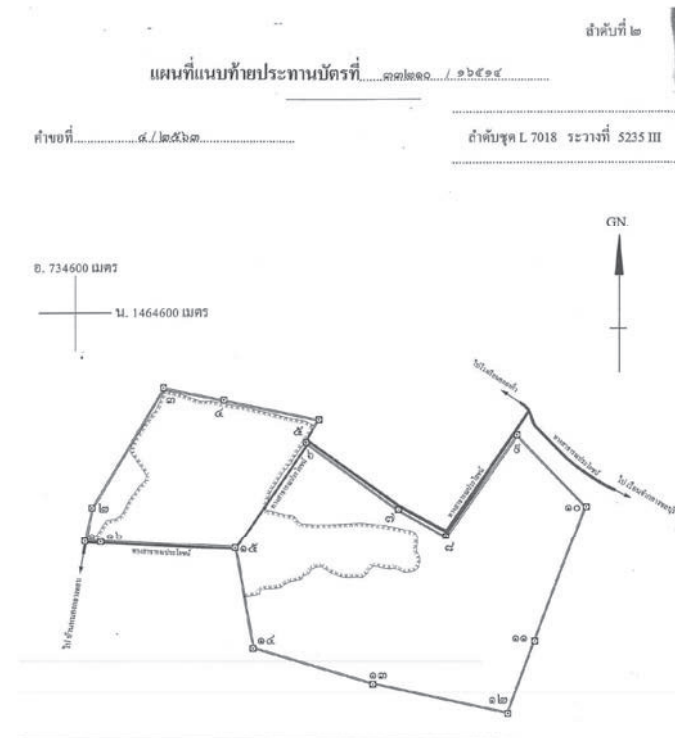 ลำดับที่ ๒
แผนที่แนบท้ายประทานบัตรที่ ๓๓๒๑๐ / ๑๖๕๑๔
คำขอที่ ๔ / ๒๕๖๓
ลำดับชุด L 7018 ระวางที่ 5235 III
GN.
อ. 734600 เมตร
น. 1464600 เมตร
ทางสาธารณประโยชน์
๓
๔
๕
๖
ทางสาธารณประโยชน์
ทางสาธารณประโยชน์
๗
๘
๙
๑๐
๒
๑
๑๖
๑๕
ทางสาธารณประโยชน์
๑๑
๑๔
๑๓
๑๒